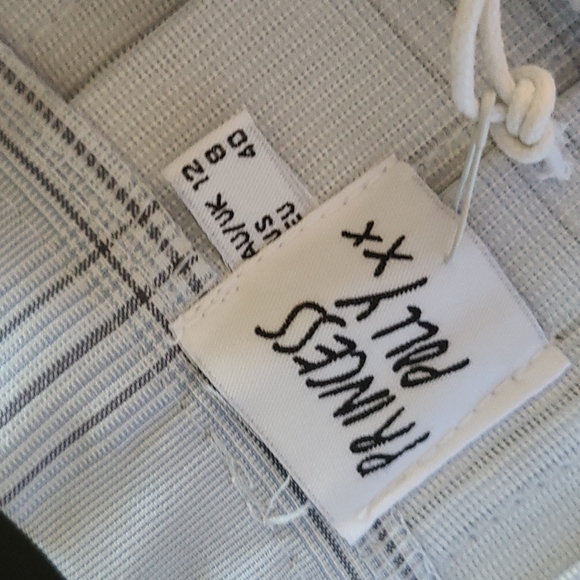 PRINCESS
POLLY
xx
AU/UK 12
US 8
EU 40